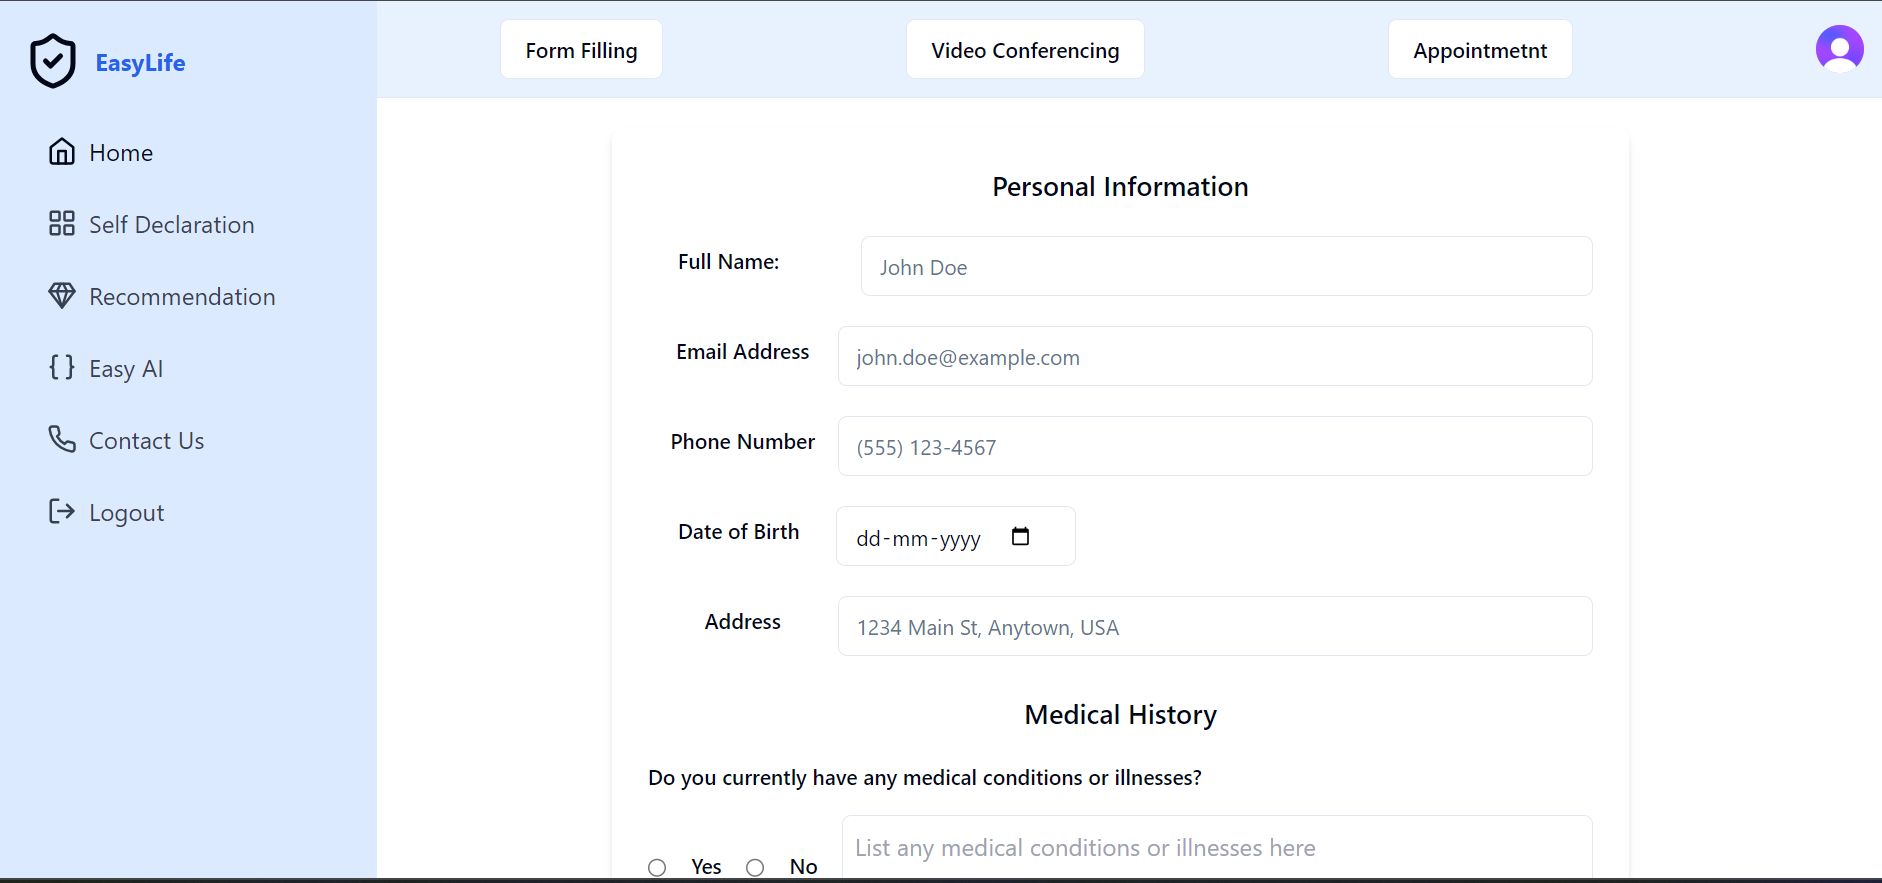 EasyLife
Home
Self Declaration
Recommendation
Easy AI
Contact Us
Logout
Form Filling
Video Conferencing
Appointmetnt
Personal Information
Full Name:
John Doe
Email Address
john.doe@example.com
Phone Number
(555) 123-4567
Date of Birth
dd-mm-yyyy
Address
1234 Main St, Anytown, USA
Medical History
Do you currently have any medical conditions or illnesses?
Yes No
List any medical conditions or illnesses here